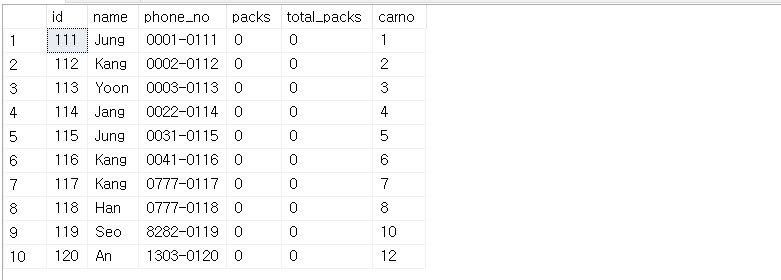 id name phone_no packs total_packs carno
1 111 Jung 0001-0111 0 0 1
2 112 Kang 0002-0112 0 0 2
3 113 Yoon 0003-0113 0 0 3
4 114 Jang 0022-0114 0 0 4
5 115 Jung 0031-0115 0 0 5
6 116 Kang 0041-0116 0 0 6
7 117 Kang 0777-0117 0 0 7
8 118 Han 0777-0118 0 0 8
9 119 Seo 8282-0119 0 0 10
10 120 An 1303-0120 0 0 12